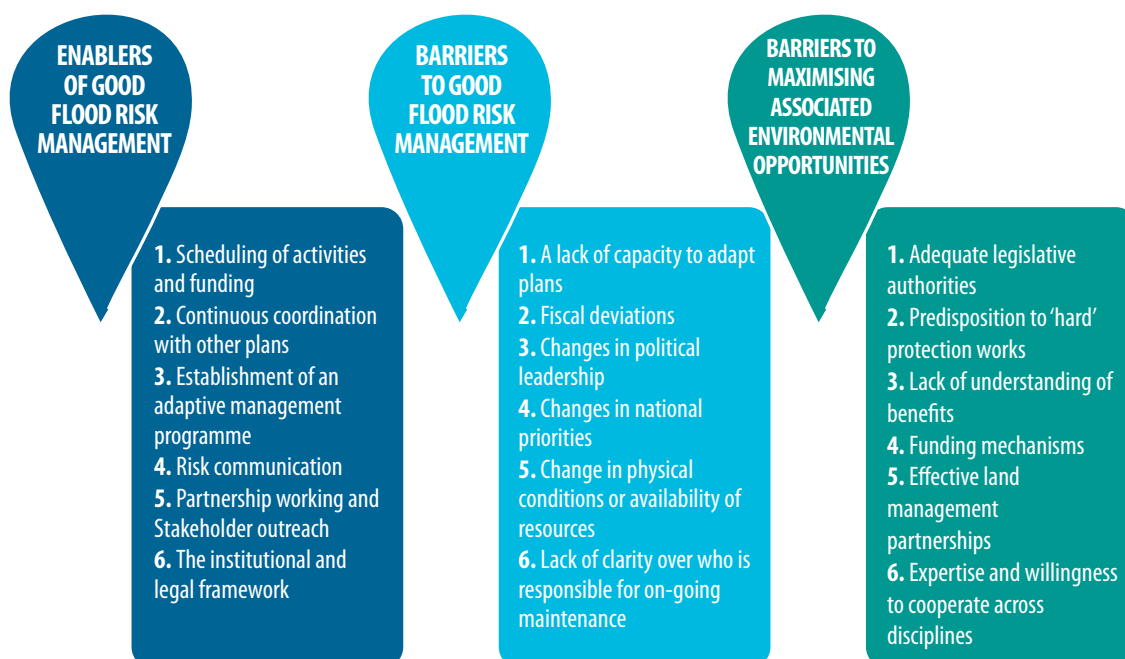 ENABLERS
OF GOOD
FLOOD RISK
MANAGEMENT
1. Scheduling of activities
and funding
2. Continuous coordination
with other plans
3. Establishment of an
adaptive management
programme
4. Risk communication
5. Partnership working and
Stakeholder outreach
6. The institutional and
legal framework
BARRIERS
TO GOOD
FLOOD RISK
MANAGEMENT
1. A lack of capacity to adapt
plans
2. Fiscal deviations
3. Changes in political
leadership
4. Changes in national
priorities
5. Change in physical
conditions or availability of
resources
6. Lack of clarity over who is
responsible for on-going
maintenance
BARRIERS TO
MAXIMISING
ASSOCIATED
ENVIRONMENTAL
OPPORTUNITIES
1. Adequate legislative
authorities
2. Predisposition to ‘hard’
protection works
3. Lack of understanding of
benefits
4. Funding mechanisms
5. Effective land
management
partnerships
6. Expertise and willingness
to cooperate across
disciplines